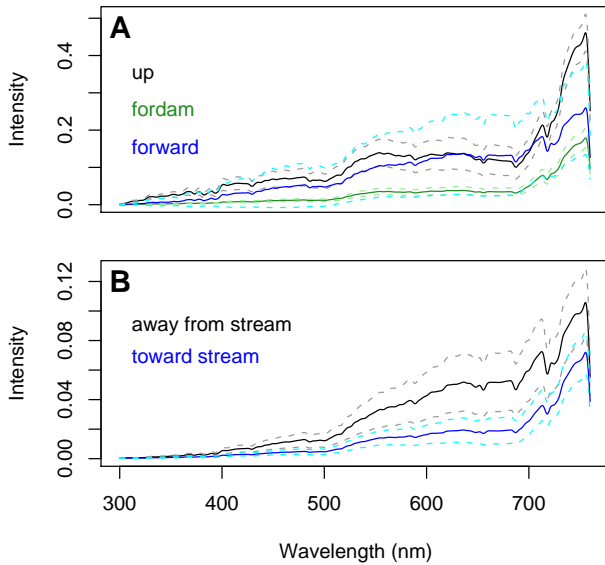 A
up
fordam
forward
Intensity
0.4
0.2
0.0
B
away from stream
toward stream
Intensity
0.12
0.08
0.04
0.00
300 400 500 600 700
Wavelength (nm)